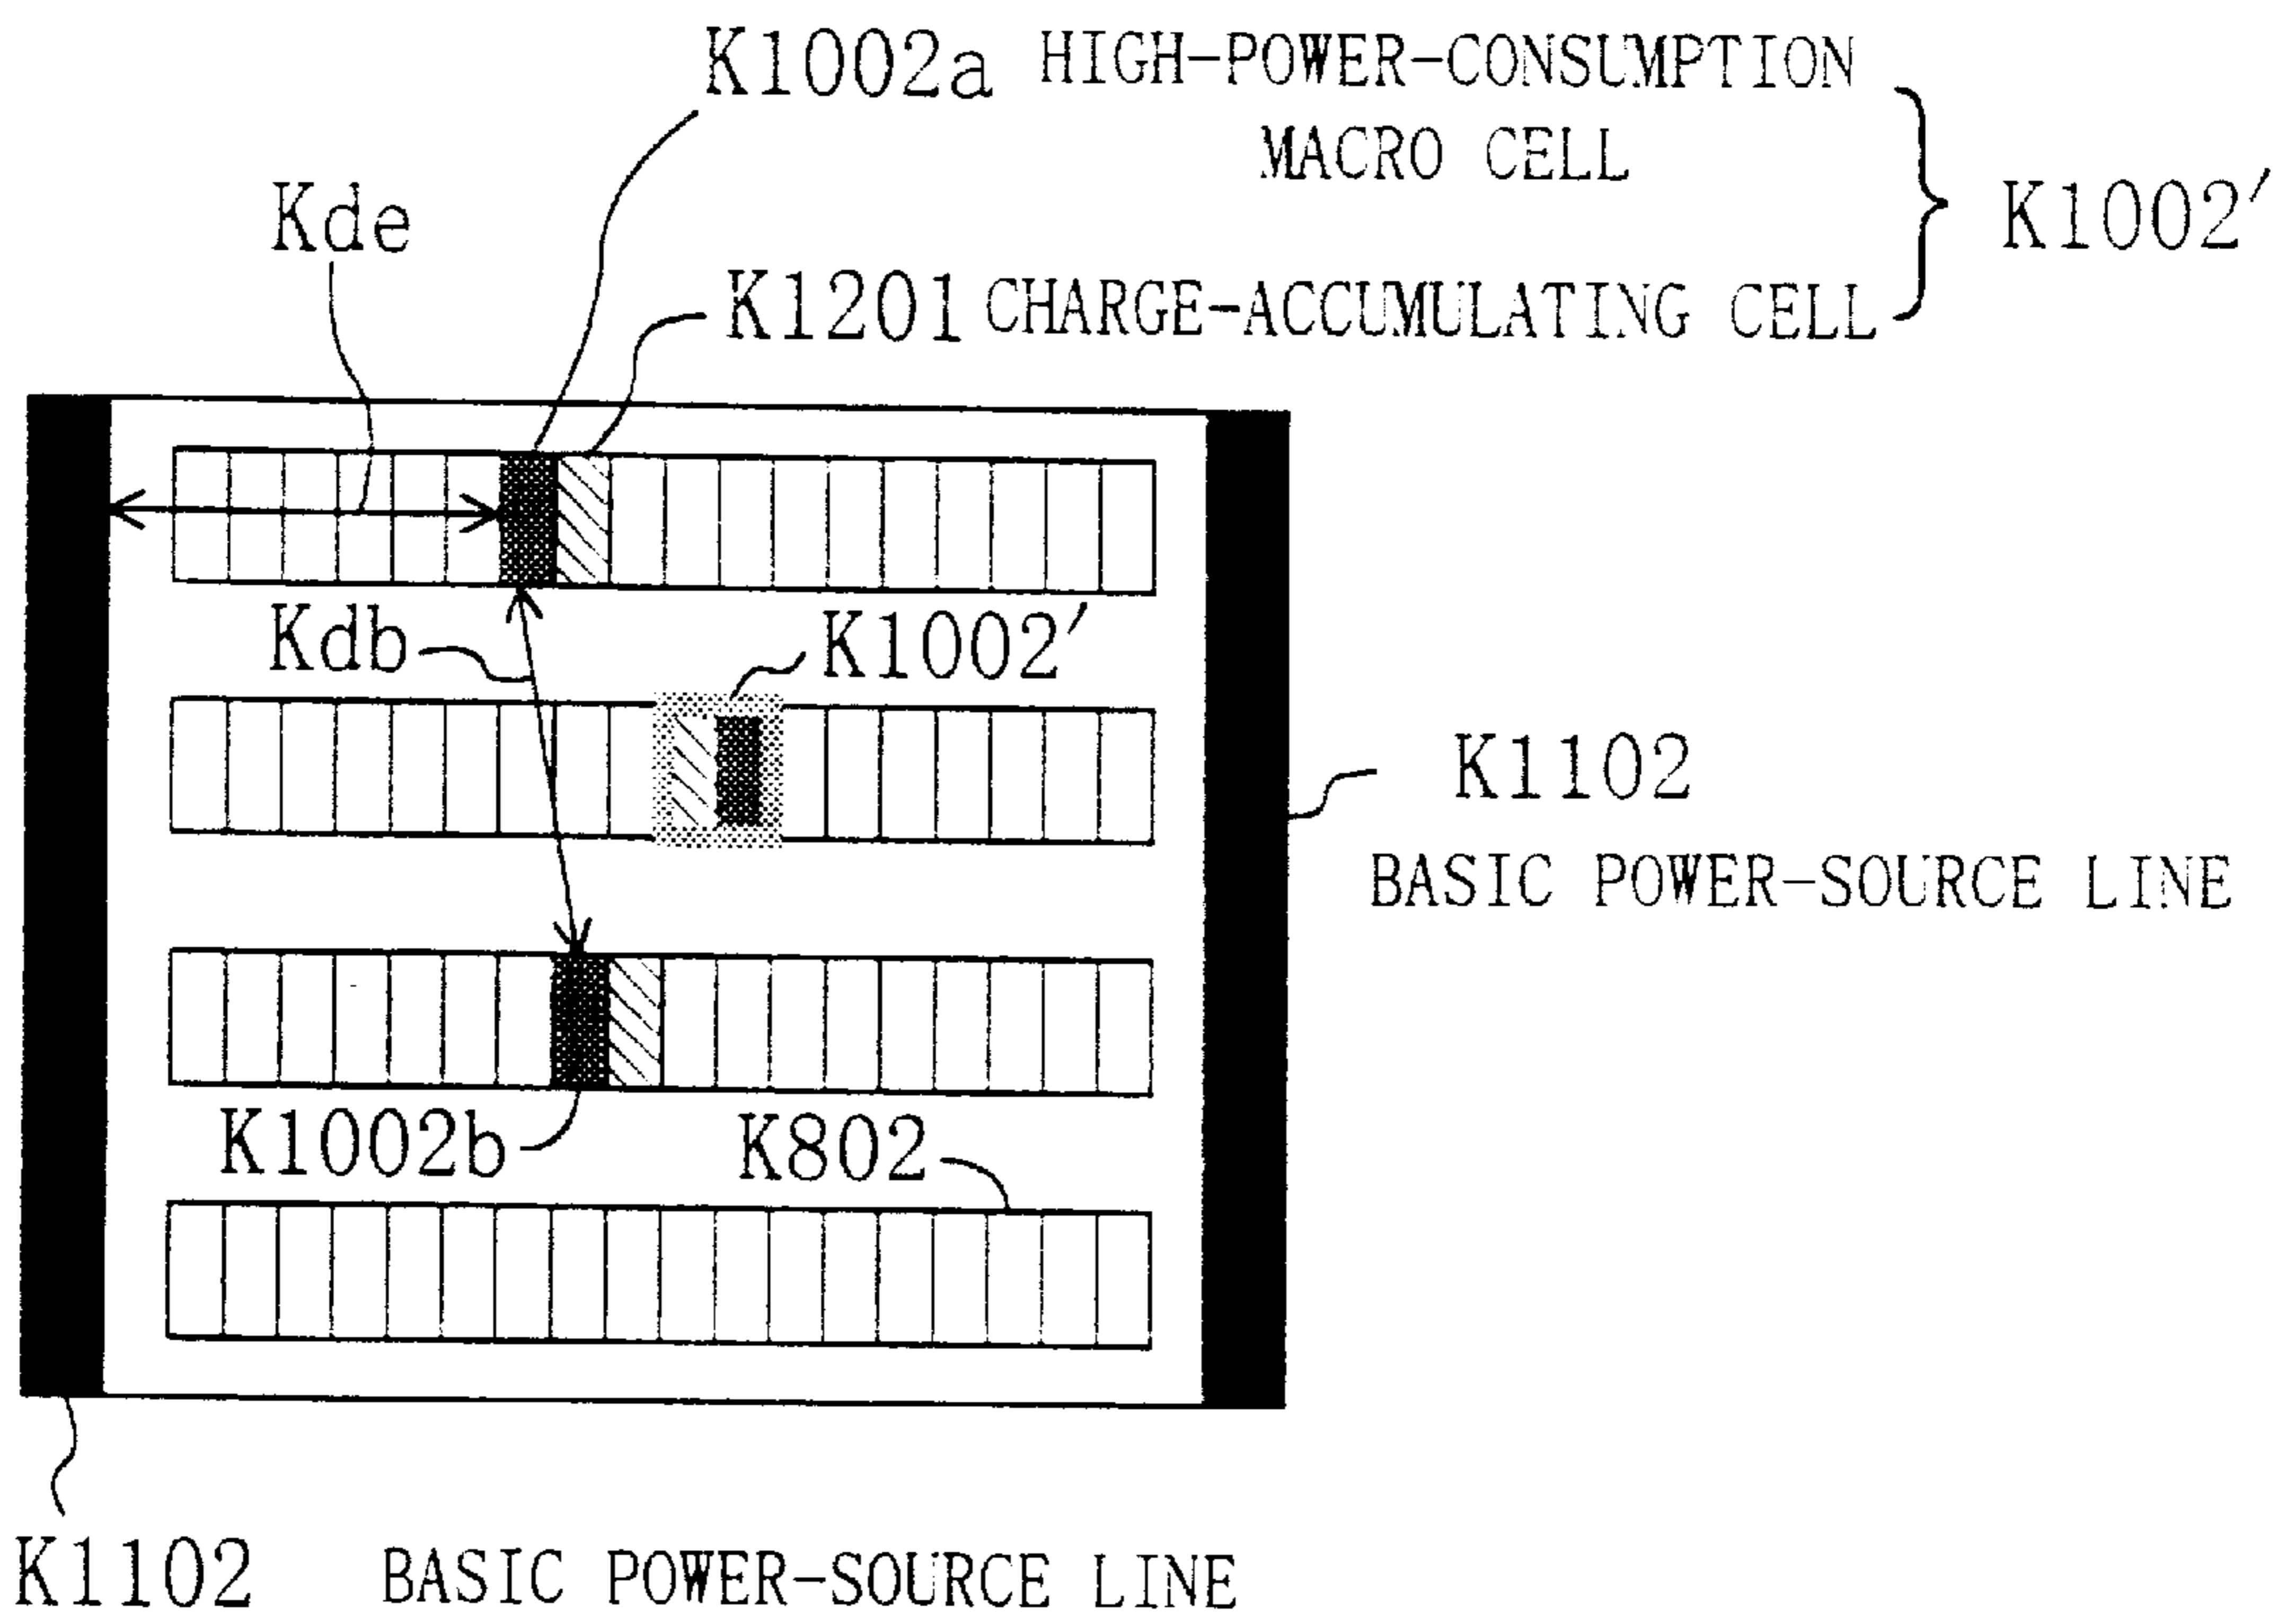 K1002a HIGH-POWER-CONSUMPTION
MACRO CELL
K1002′
Kde
K1201 CHARGE-ACCUMULATING CELL
Kdb
K1002′
K1102
BASIC POWER-SOURCE LINE
K1002b
K802
K1102 BASIC POWER-SOURCE LINE